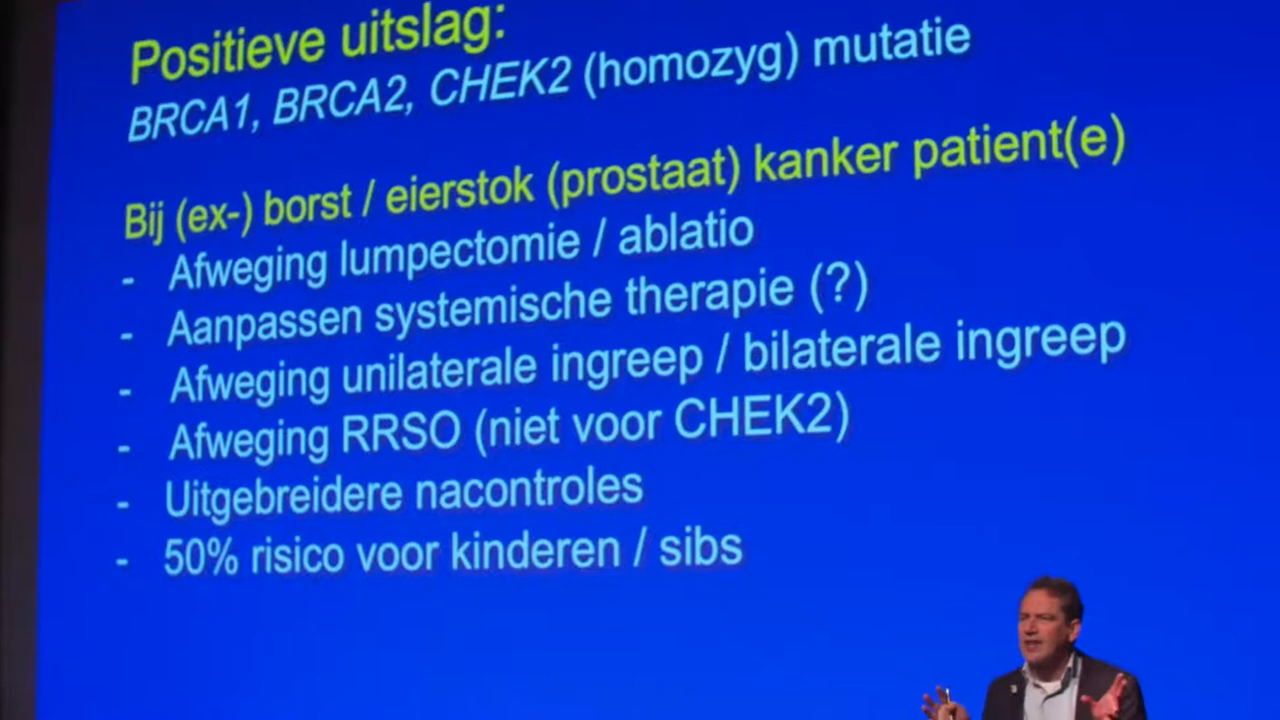 Positieve uitslag:
BRCA1, BRCA2, CHEK2 (homozyg) mutatie
Bij (ex-) borst / eierstok (prostaat) kanker patient(e)
- Afweging lumpectomie / ablatio
- Aanpassen systemische therapie (?)
- Afweging unilaterale ingreep / bilaterale ingreep
- Afweging RRSO (niet voor CHEK2)
- Uitgebreidere nacontroles
- 50% risico voor kinderen / sibs